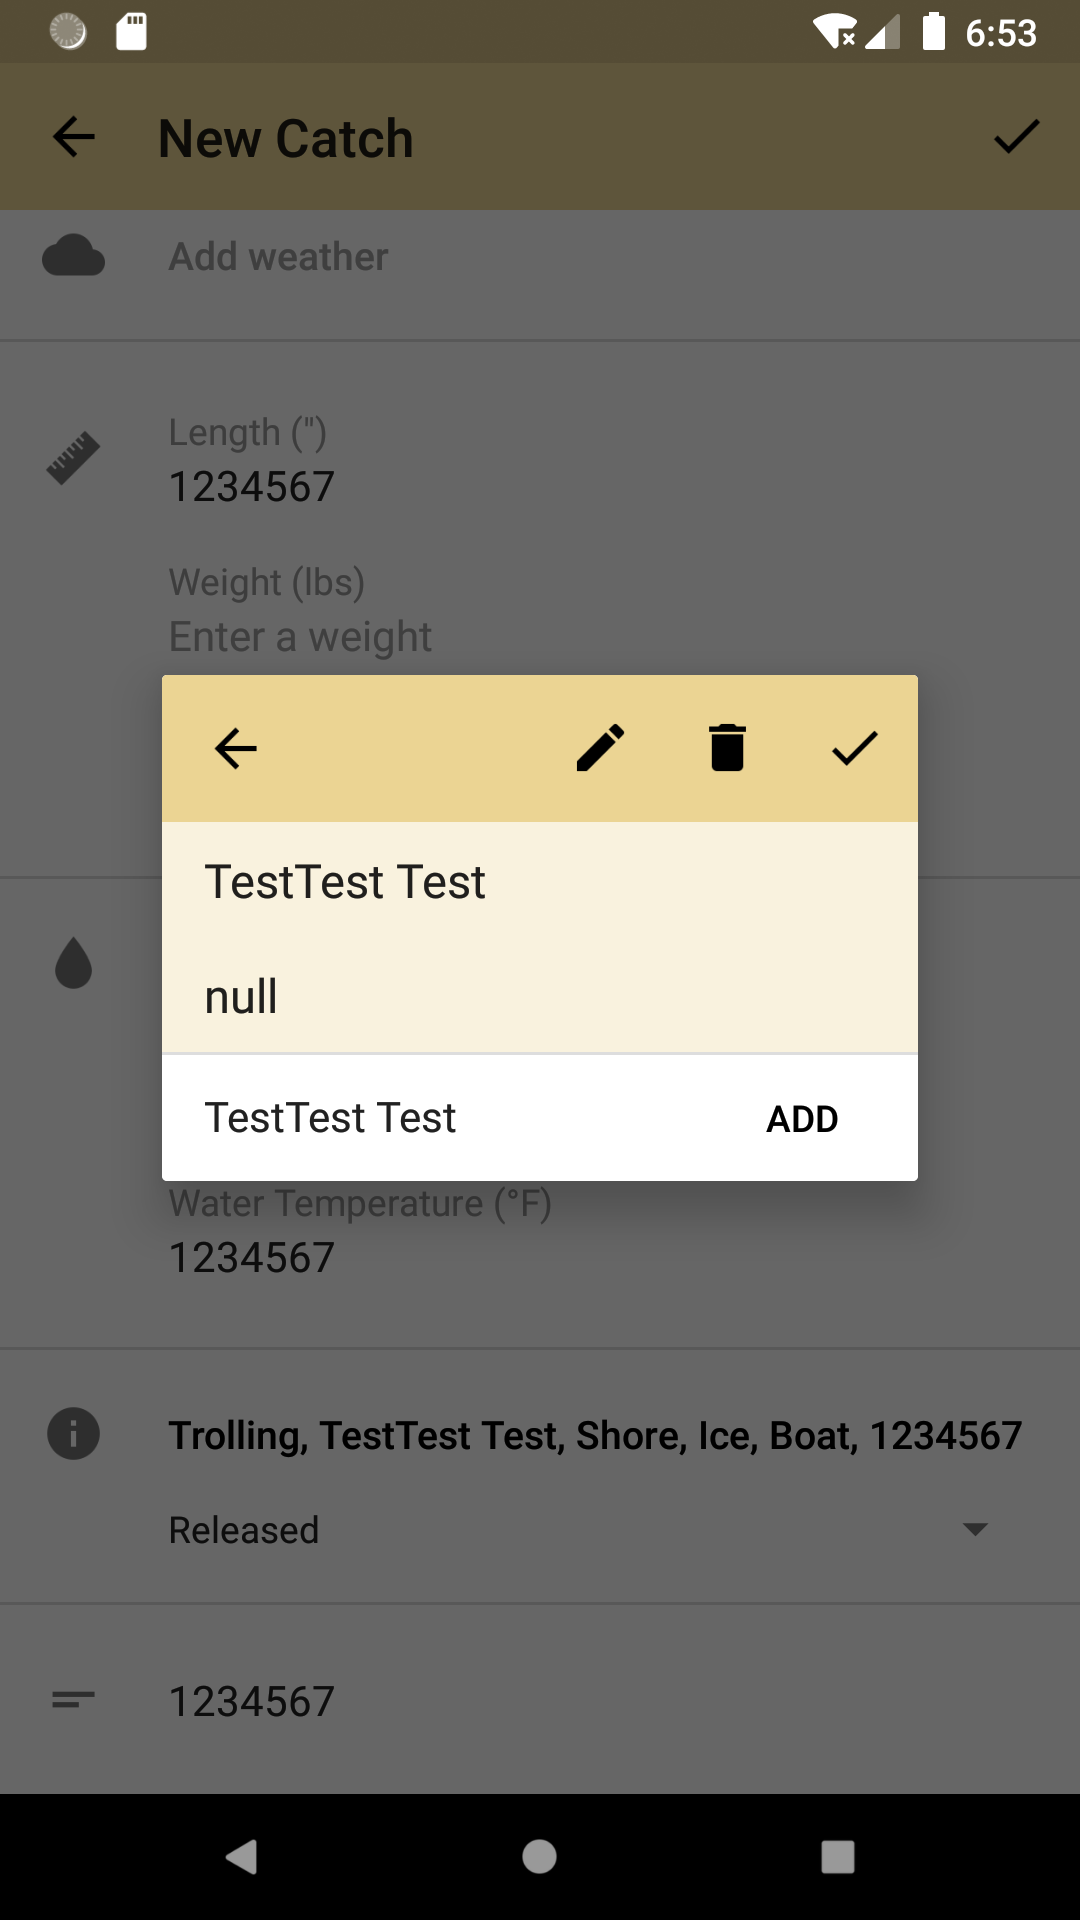 6:53
New Catch
Add weather
Length (")
1234567
Weight (lbs)
Enter a weight
TestTest Test
null
TestTest Test ADD
Water Temperature (°F)
1234567
Trolling, TestTest Test, Shore, Ice, Boat, 1234567
Released
1234567